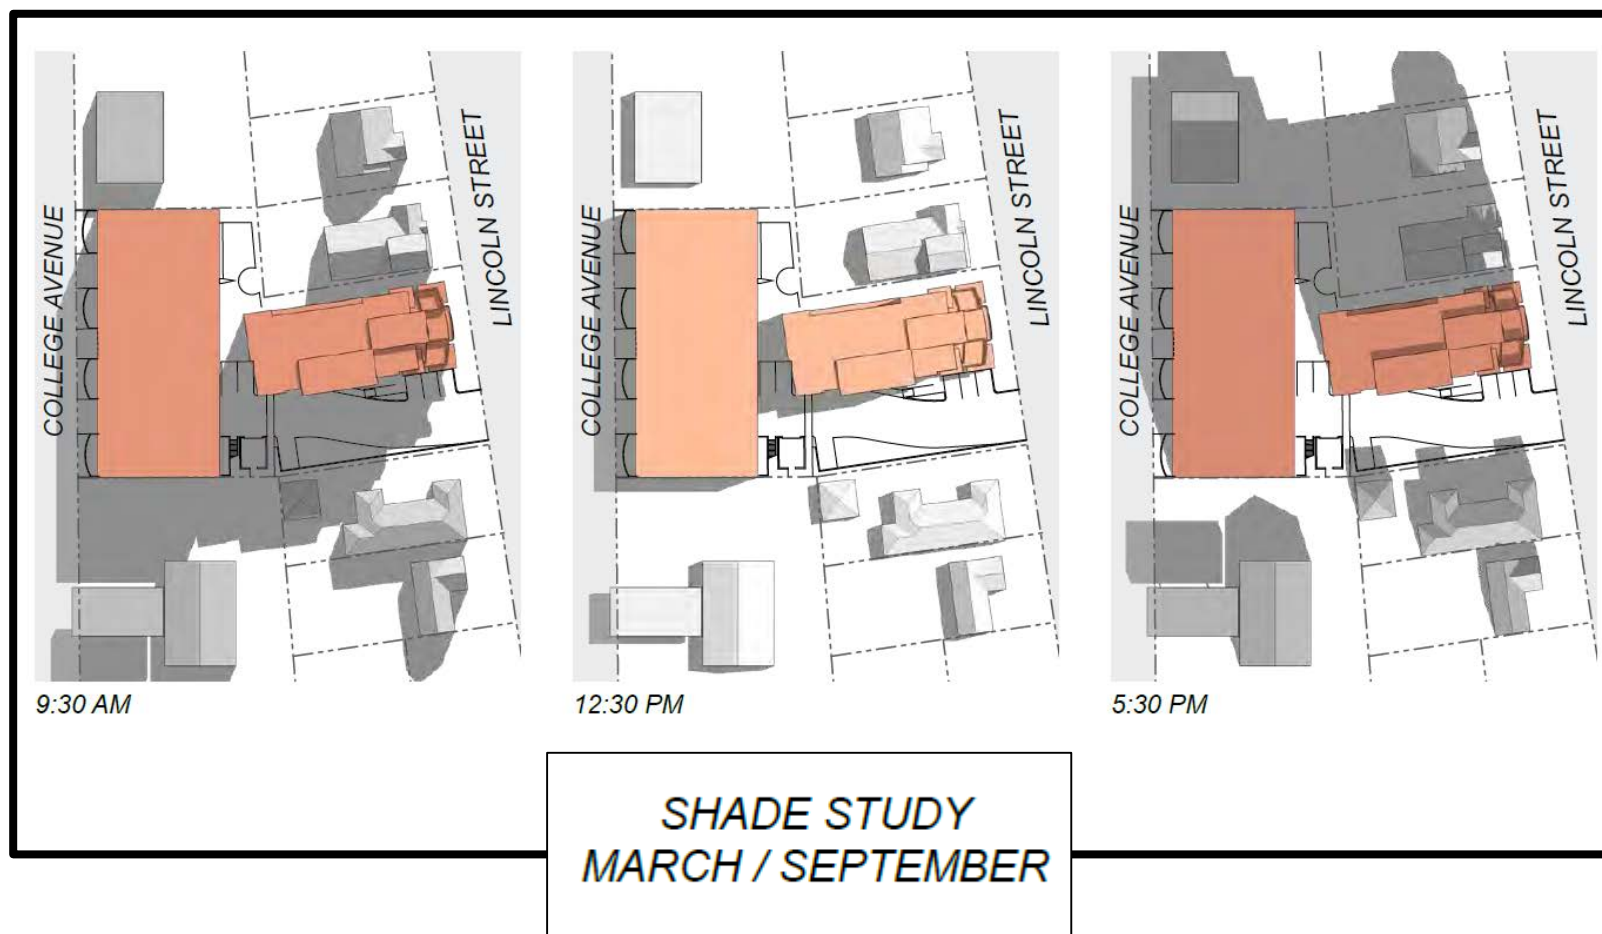 COLLEGE AVENUE
LINCOLN STREET
9:30 AM
COLLEGE AVENUE
LINCOLN STREET
12:30 PM
COLLEGE AVENUE
LINCOLN STREET
5:30 PM
SHADE STUDY
MARCH / SEPTEMBER